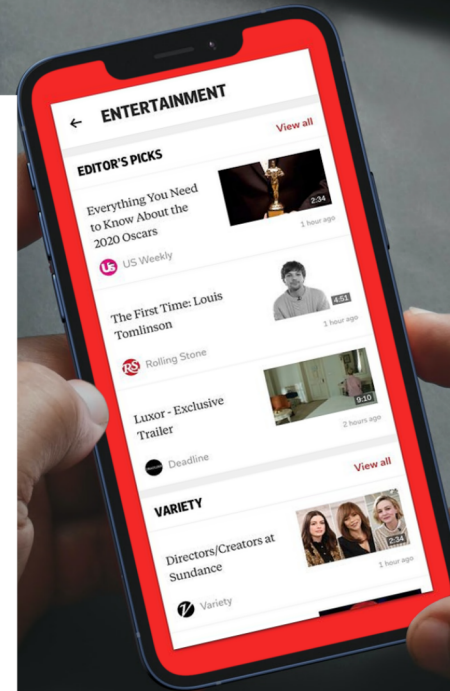 ENTERTAINMENT
View all
EDITOR'S PICKS
Everything You Need
to Know About the
2020 Oscars
2:34
1 hour ago
Us
US Weekly
The First Time: Louis
Tomlinson
4:51
1 hour ago
RS
Rolling Stone
Luxor - Exclusive
Trailer
9:10
2 hours ago
Deadline
View all
VARIETY
Directors/Creators at
Sundance
2:34
1 hour ago
V
Variety